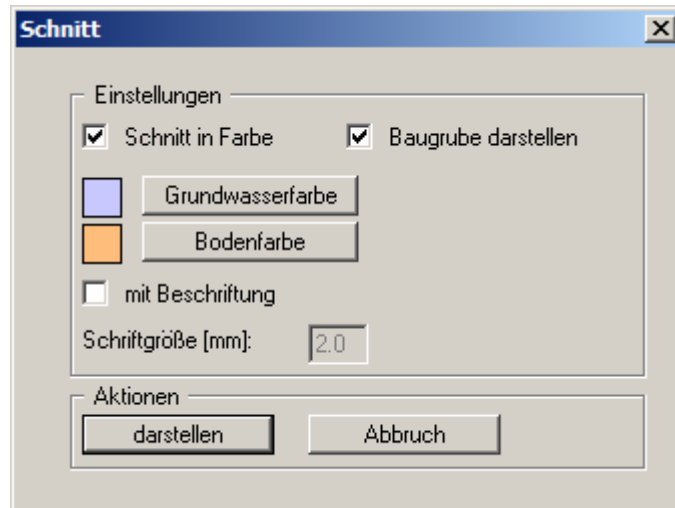 Schnitt
Einstellungen
Schnitt in Farbe Baugrube darstellen
Grundwasserfarbe
Bodenfarbe
mit Beschriftung
Schriftgröße [mm]: 2.0
Aktionen
darstellen Abbruch